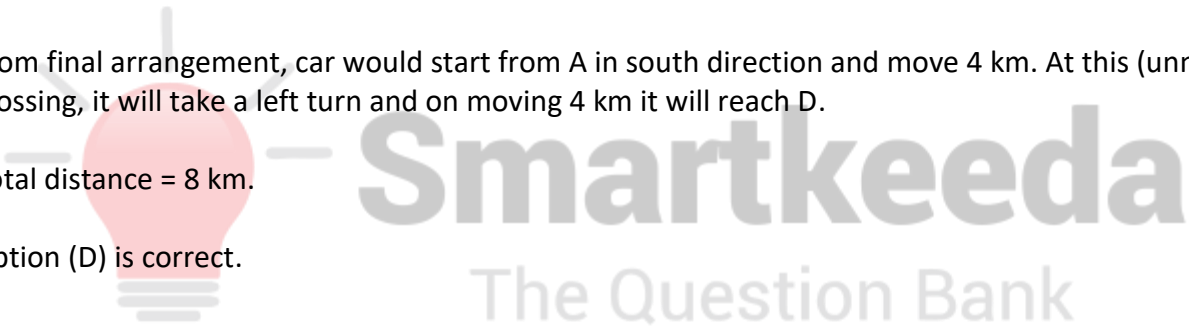 om final arrangement, car would start from A in south direction and move 4 km. At this (unn
ossing, it will take a left turn and on moving 4 km it will reach D.
otal distance = 8 km.
ption (D) is correct.
Smartkeeda
The Question Bank